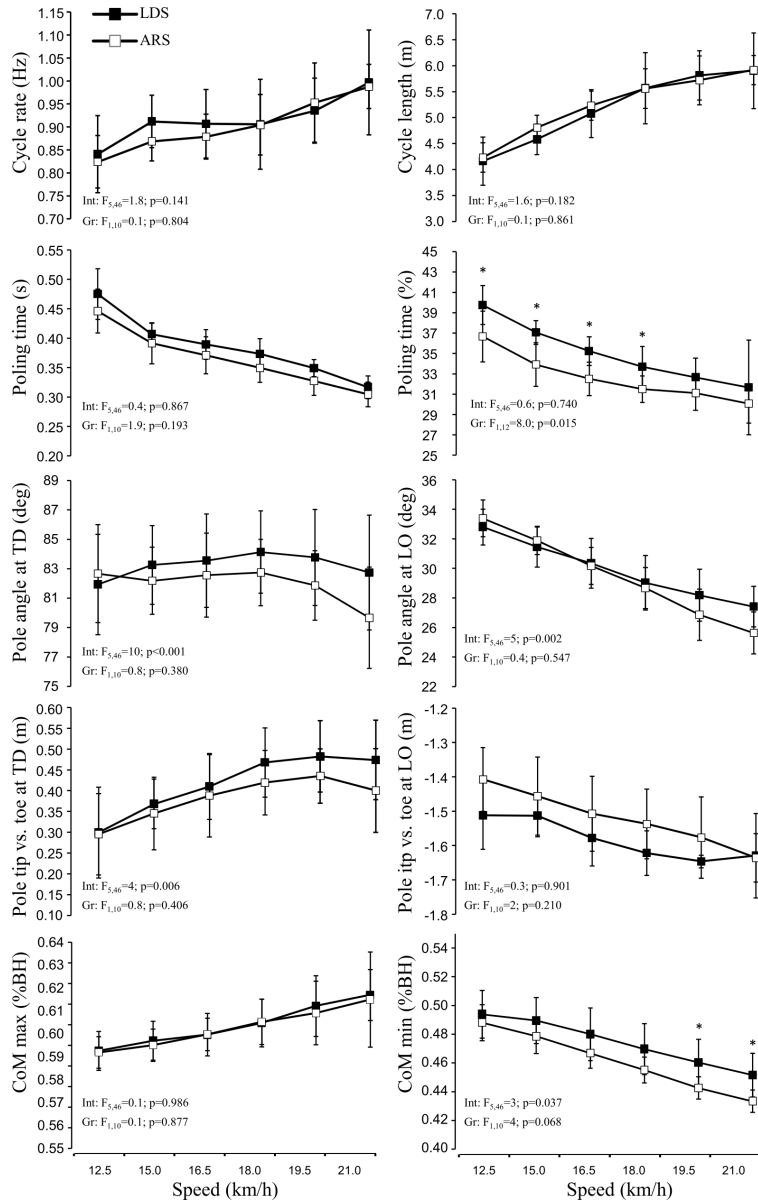 LDS
ARS
Cycle rate (Hz)
1.15
1.10
1.05
1.00
0.95
0.90
0.85
0.80
0.75
0.70
Int: F5,46=1.8; p=0.141
Gr: F1,10=0.1; p=0.804
Cycle length (m)
7.0
6.5
6.0
5.5
5.0
4.5
4.0
3.5
3.0
Int: F5,46=1.6; p=0.182
Gr: F1,10=0.1; p=0.861
Poling time (s)
0.55
0.50
0.45
0.40
0.35
0.30
0.25
0.20
Int: F5,46=0.4; p=0.867
Gr: F1,10=1.9; p=0.193
Poling time (%)
45
43
41
39
37
35
33
31
29
27
25
* * * *
Int: F5,46=0.6; p=0.740
Gr: F1,12=8.0; p=0.015
Pole angle at TD (deg)
89
87
85
83
81
79
77
75
Int: F5,46=10; p<0.001
Gr: F1,10=0.8; p=0.380
Pole angle at LO (deg)
36
34
32
30
28
26
24
22
Int: F5,46=5; p=0.002
Gr: F1,10=0.4; p=0.547
Pole tip vs. toe at TD (m)
0.60
0.55
0.50
0.45
0.40
0.35
0.30
0.25
0.20
0.15
0.10
Int: F5,46=4; p=0.006
Gr: F1,10=0.8; p=0.406
Pole itp vs. toe at LO (m)
-1.2
-1.3
-1.4
-1.5
-1.6
-1.7
-1.8
Int: F5,46=0.3; p=0.901
Gr: F1,10=2; p=0.210
CoM max (%BH)
0.64
0.62
0.61
0.60
0.59
0.58
0.57
0.56
0.55
Int: F5,46=0.1; p=0.986
Gr: F1,10=0.1; p=0.877
12.5 15.0 16.5 18.0 19.5 21.0
Speed (km/h)
CoM min (%BH)
0.54
0.52
0.50
0.48
0.46
0.44
0.42
0.40
* *
Int: F5,46=3; p=0.037
Gr: F1,10=4; p=0.068
12.5 15.0 16.5 18.0 19.5 21.0
Speed (km/h)